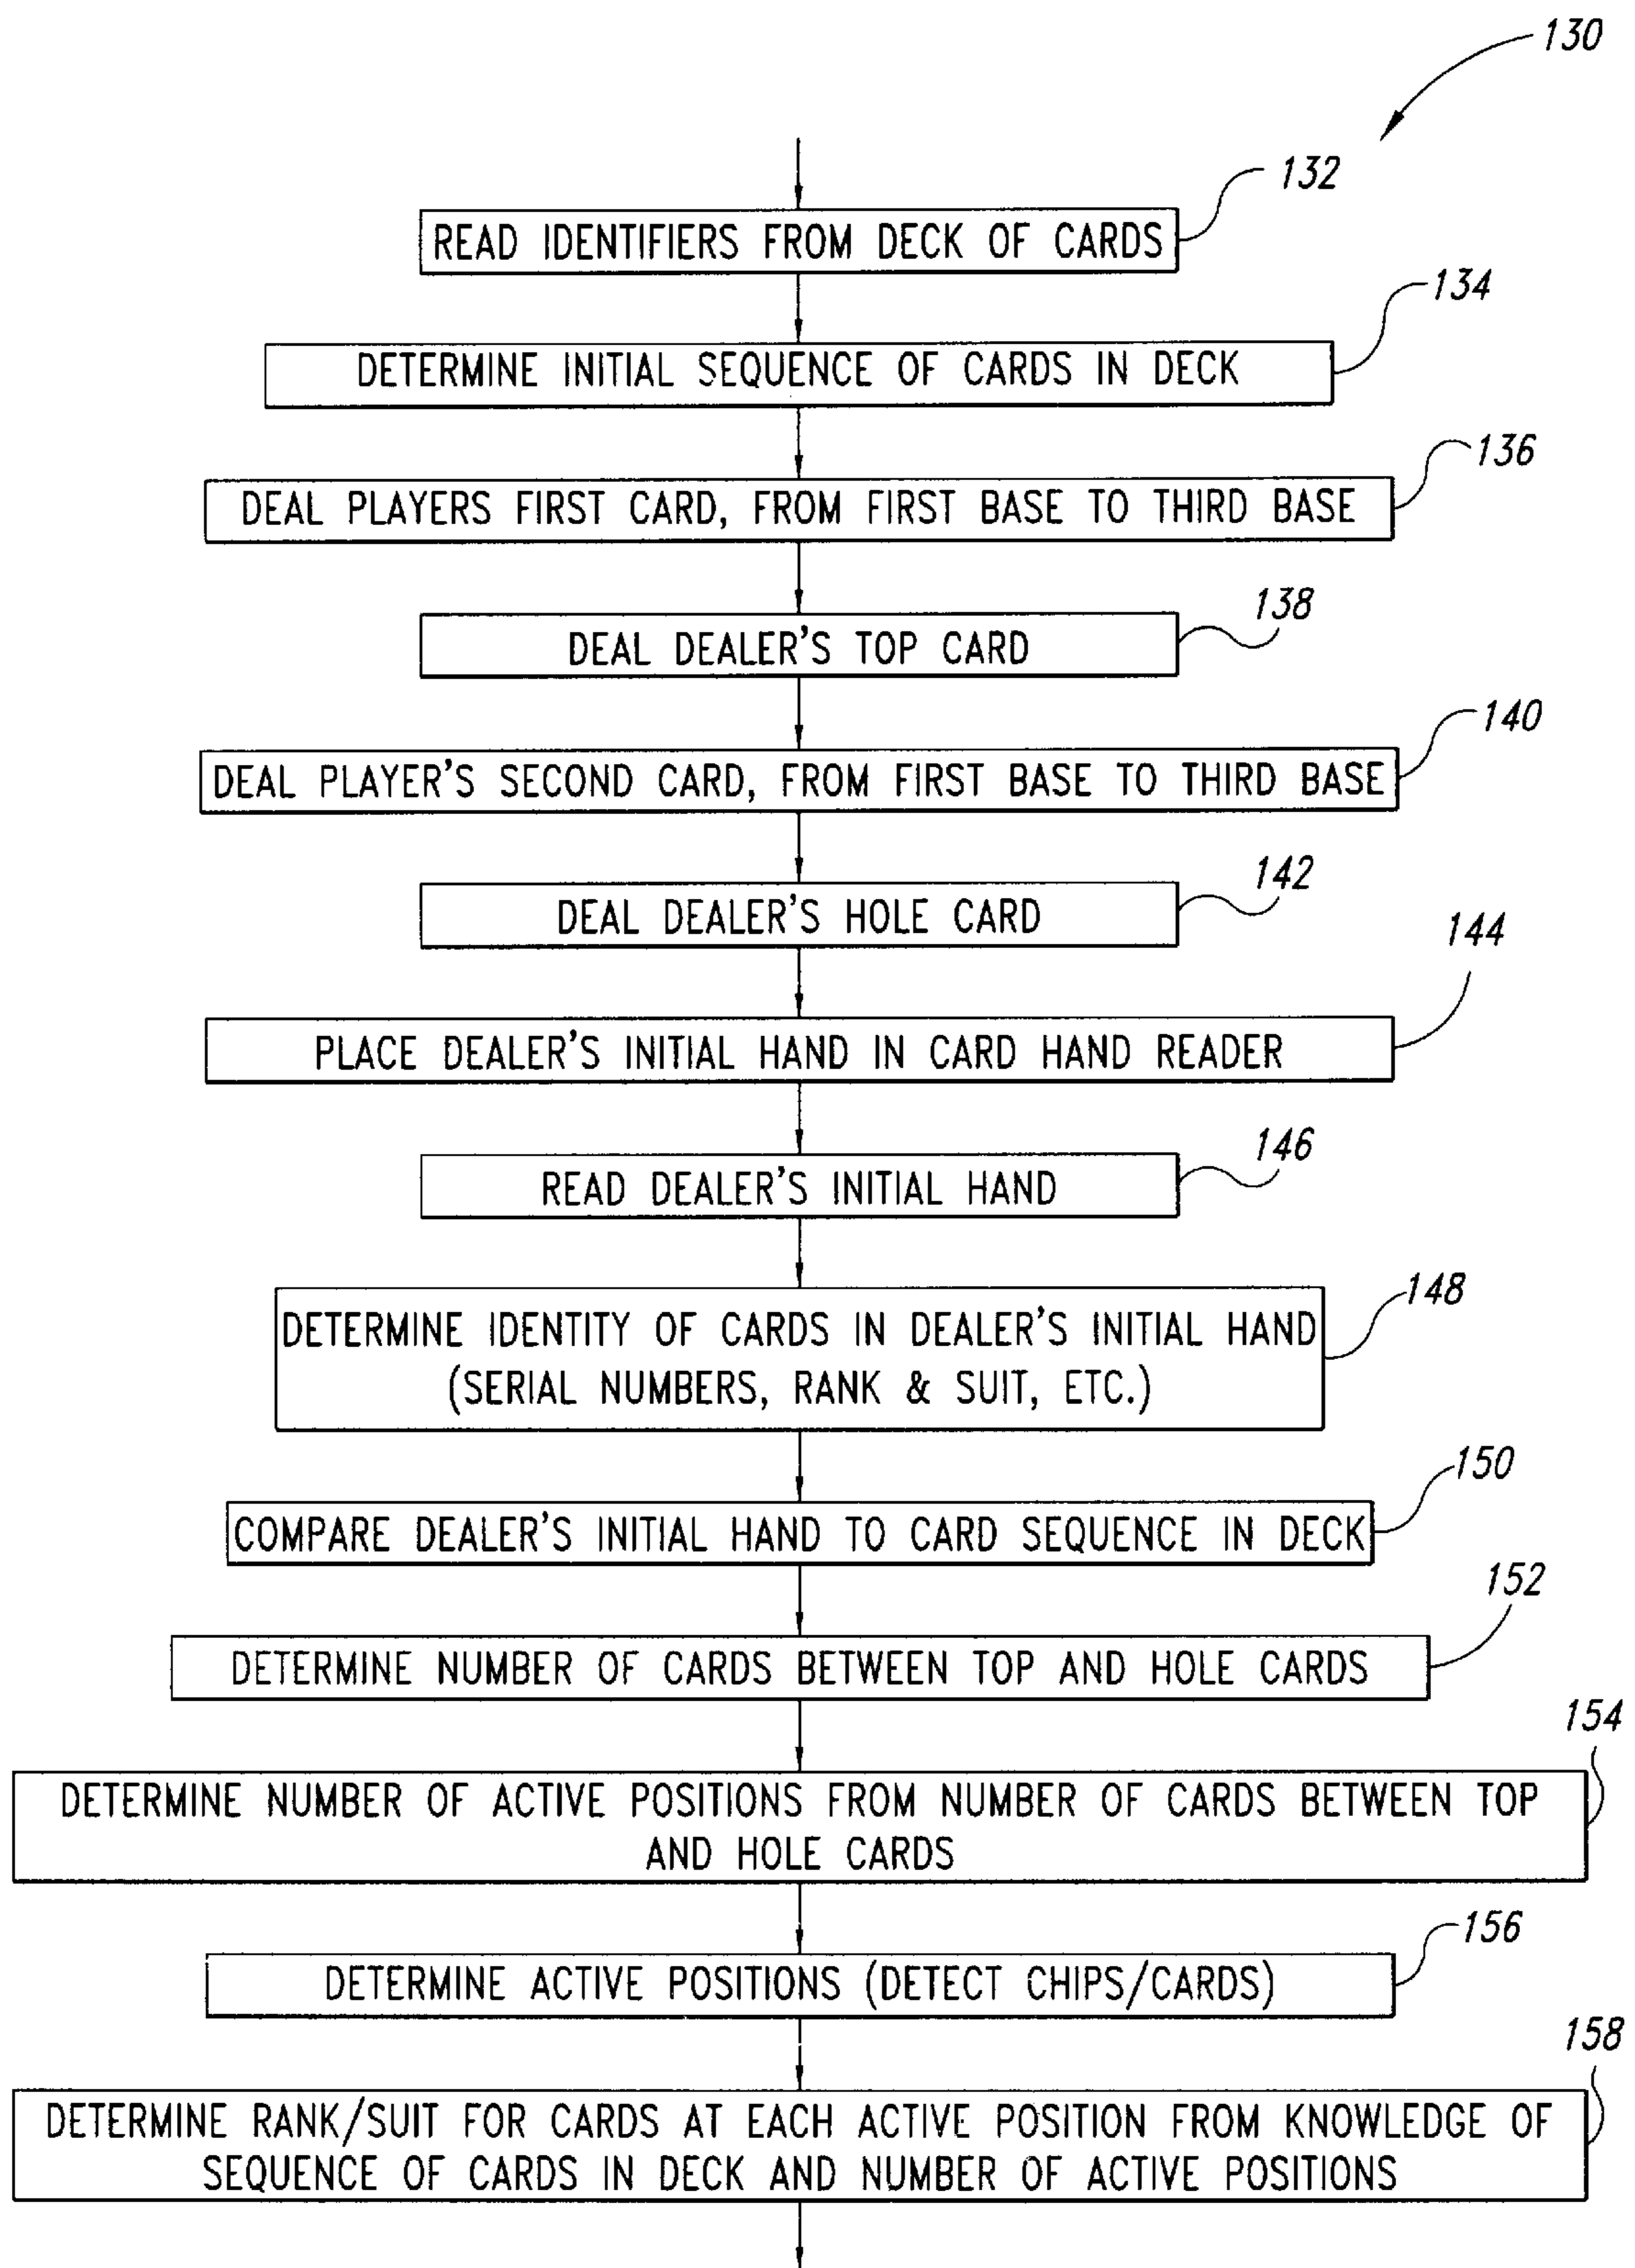 130
132
READ IDENTIFIERS FROM DECK OF CARDS
134
DETERMINE INITIAL SEQUENCE OF CARDS IN DECK
136
DEAL PLAYERS FIRST CARD, FROM FIRST BASE TO THIRD BASE
138
DEAL DEALER'S TOP CARD
140
DEAL PLAYER'S SECOND CARD, FROM FIRST BASE TO THIRD BASE
142
DEAL DEALER'S HOLE CARD
144
PLACE DEALER'S INITIAL HAND IN CARD HAND READER
146
READ DEALER'S INITIAL HAND
148
DETERMINE IDENTITY OF CARDS IN DEALER'S INITIAL HAND
(SERIAL NUMBERS, RANK & SUIT, ETC.)
150
COMPARE DEALER'S INITIAL HAND TO CARD SEQUENCE IN DECK
152
DETERMINE NUMBER OF CARDS BETWEEN TOP AND HOLE CARDS
154
DETERMINE NUMBER OF ACTIVE POSITIONS FROM NUMBER OF CARDS BETWEEN TOP
AND HOLE CARDS
156
DETERMINE ACTIVE POSITIONS (DETECT CHIPS/CARDS)
158
DETERMINE RANK/SUIT FOR CARDS AT EACH ACTIVE POSITION FROM KNOWLEDGE OF
SEQUENCE OF CARDS IN DECK AND NUMBER OF ACTIVE POSITIONS